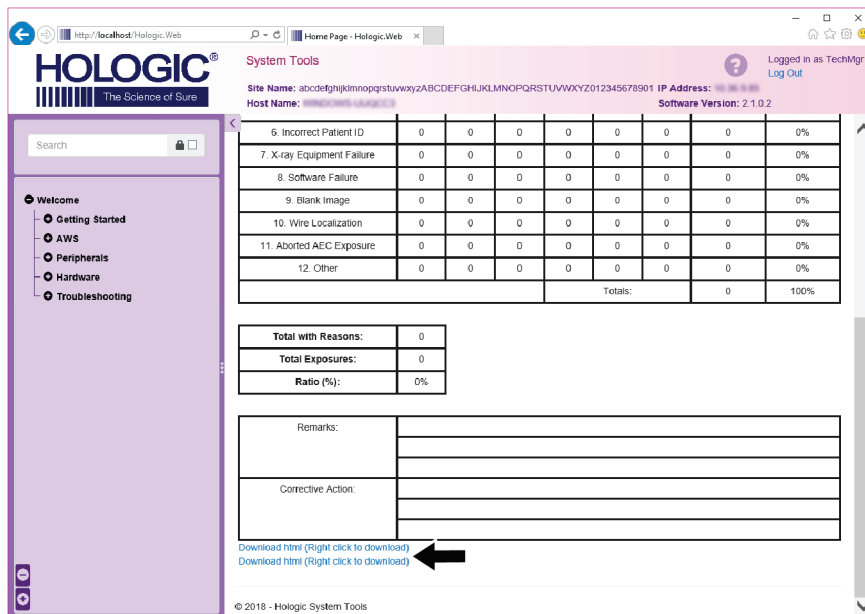 http://localhost/Hologic.Web
Home Page - Hologic.Web
HOLOGIC®
The Science of Sure
System Tools
Logged in as TechMgr
Log Out
Site Name: abcdefghijklmnopqrstuvwxyzABCDEFGHIJKLMNOPQRSTUVWXYZ012345678901 IP Address:
Host Name: Software Version: 2.1.0.2
Search
Welcome
Getting Started
AWS
Peripherals
Hardware
Troubleshooting
6. Incorrect Patient ID 0 0 0 0 0 0 0 0%
7. X-ray Equipment Failure 0 0 0 0 0 0 0 0%
8. Software Failure 0 0 0 0 0 0 0 0%
9. Blank Image 0 0 0 0 0 0 0 0%
10. Wire Localization 0 0 0 0 0 0 0 0%
11. Aborted AEC Exposure 0 0 0 0 0 0 0 0%
12. Other 0 0 0 0 0 0 0 0%
Totals: 0 100%
Total with Reasons: 0
Total Exposures: 0
Ratio (%): 0%
Remarks:
Corrective Action:
Download html (Right click to download)
Download html (Right click to download)
© 2018 - Hologic System Tools